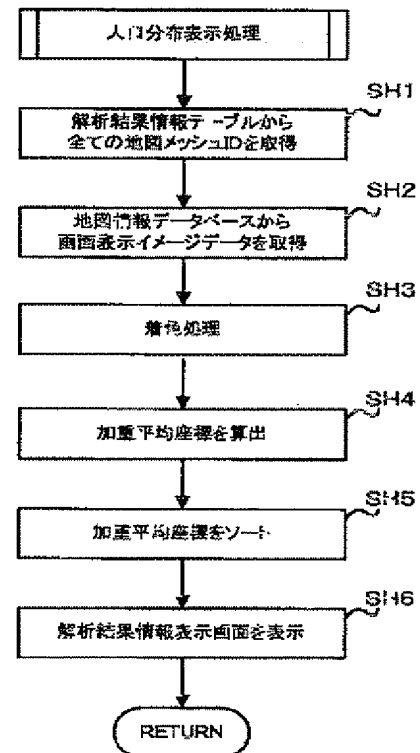 人口分布表示処理
SH1
解析結果情報テーブルから
全ての地図メッシュIDを取得
SH2
地図情報データベースから
画面表示イメージデータを取得
SH3
着色処理
SH4
加重平均座標を算出
SH5
加重平均座標をソート
SH6
解析結果情報表示画面を表示
RETURN